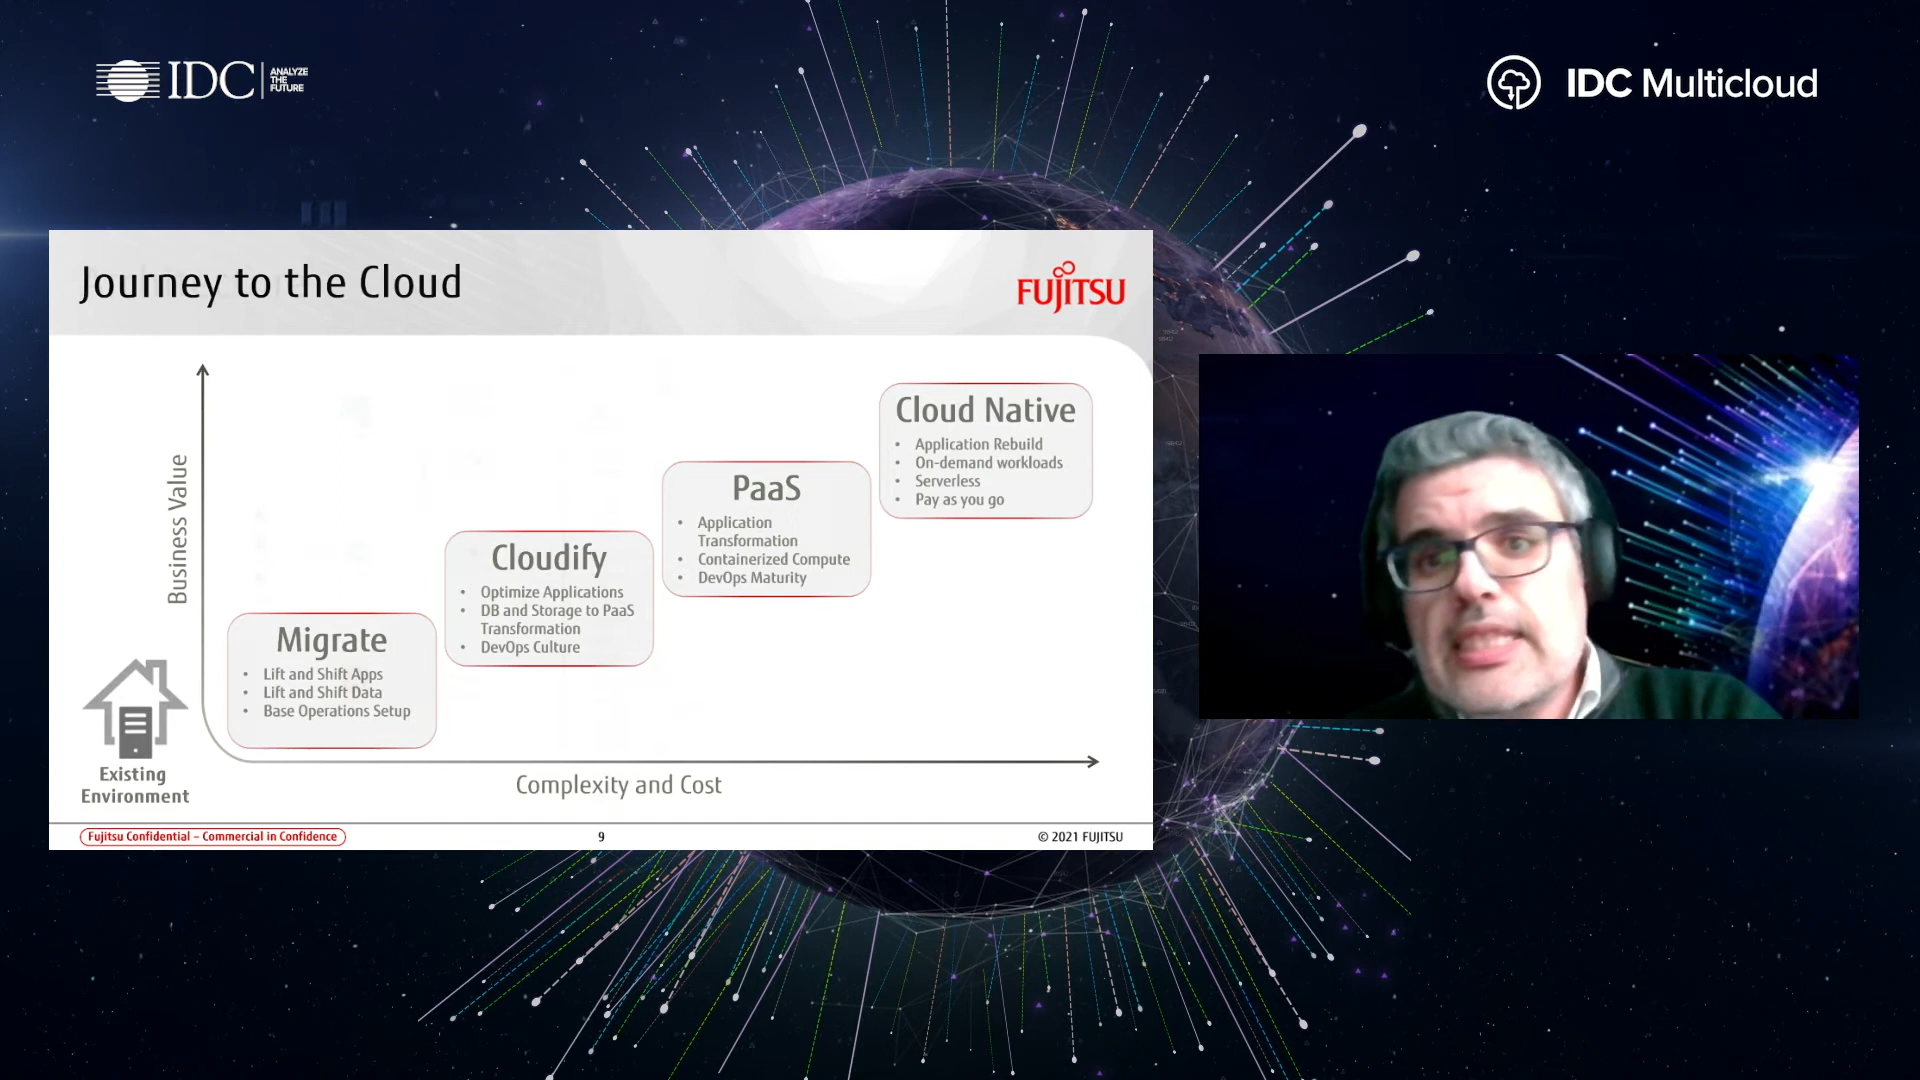 IDC
ANALYZE
THE
FUTURE
IDC Multicloud
Journey to the Cloud
FUJITSU
Business Value
Cloud Native
• Application Rebuild
• On-demand workloads
• Serverless
• Pay as you go
PaaS
• Application
Transformation
• Containerized Compute
• DevOps Maturity
Cloudify
• Optimize Applications
• DB and Storage to PaaS
Transformation
• DevOps Culture
Migrate
• Lift and Shift Apps
• Lift and Shift Data
• Base Operations Setup
Existing
Environment
Complexity and Cost
Fujitsu Confidential – Commercial in Confidence
9
© 2021 FUJITSU